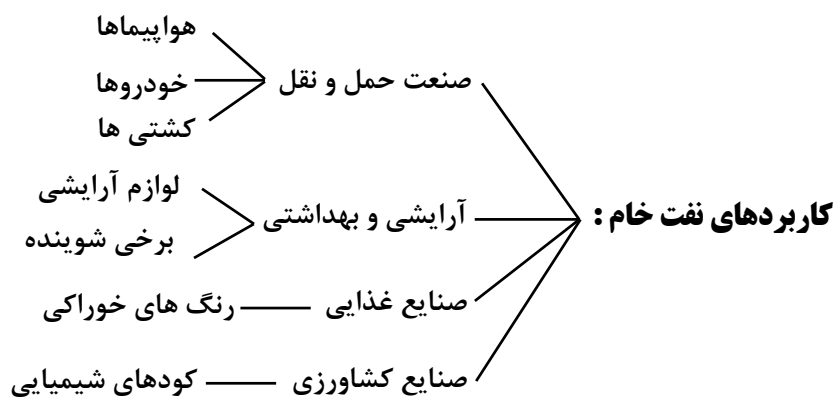 کاربردهای نفت خام :
صنعت حمل و نقل
هواپیماها
خودروها
کشتی ها
آرایشی و بهداشتی
لوازم آرایشی
برخی شوینده
صنایع غذایی
رنگ های خوراکی
صنایع کشاورزی
کودهای شیمیایی